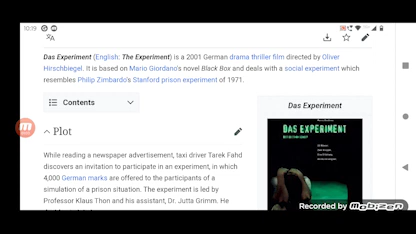 10:19
Das Experiment (English: The Experiment) is a 2001 German drama thriller film directed by Oliver
Hirschbiegel. It is based on Mario Giordano's novel Black Box and deals with a social experiment which
resembles Philip Zimbardo's Stanford prison experiment of 1971.
Contents
Das Experiment
Plot
DAS EXPERIMENT
While reading a newspaper advertisement, taxi driver Tarek Fahd
discovers an invitation to participate in an experiment, in which
4,000 German marks are offered to the participants of a
simulation of a prison situation. The experiment is led by
Professor Klaus Thon and his assistant, Dr. Jutta Grimm. He
Recorded by Mobizen